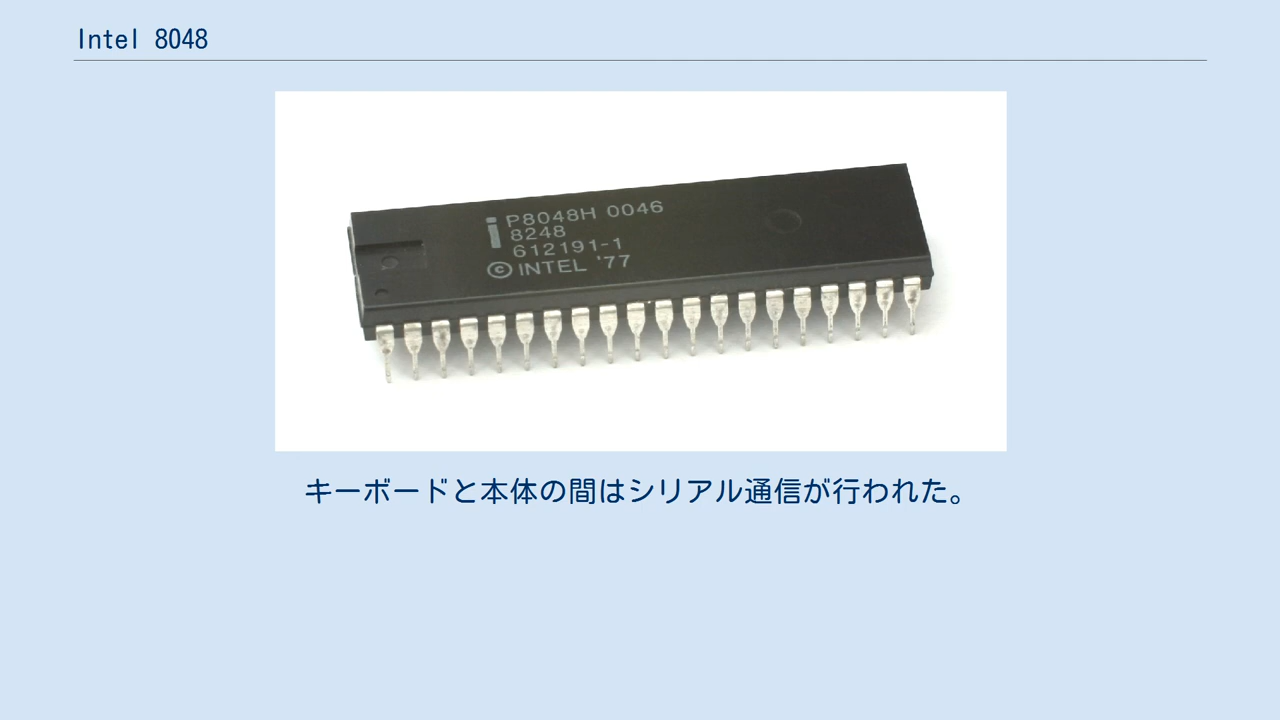 Intel 8048
P8048H 0046
8248
612191-1
© INTEL '77
キーボードと本体の間はシリアル通信が行われた。